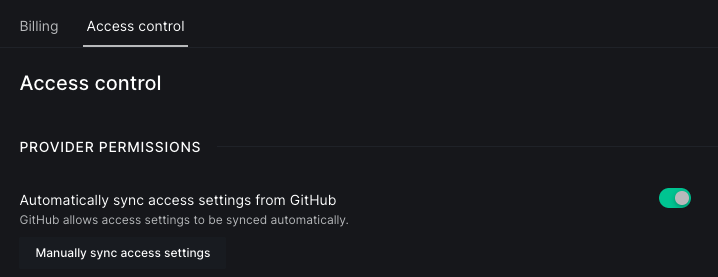 Billing Access control
Access control
PROVIDER PERMISSIONS
Automatically sync access settings from GitHub
GitHub allows access settings to be synced automatically.
Manually sync access settings